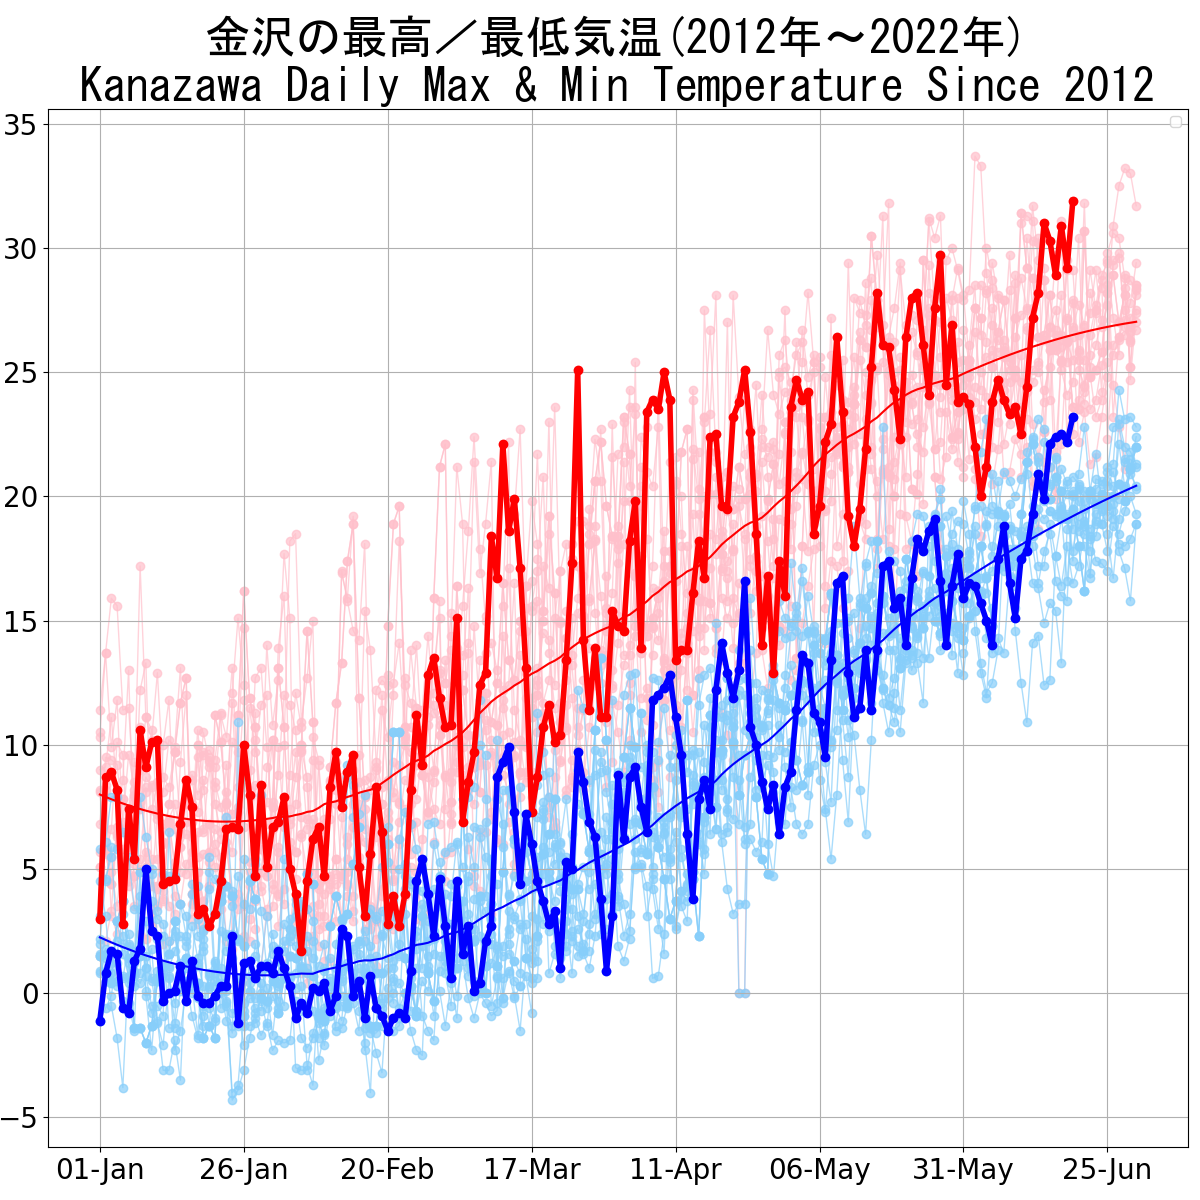 金沢の最高／最低気温(2012年～2022年)
Kanazawa Daily Max & Min Temperature Since 2012
35
30
25
20
15
10
5
0
−5
01-Jan
26-Jan
20-Feb
17-Mar
11-Apr
06-May
31-May
25-Jun